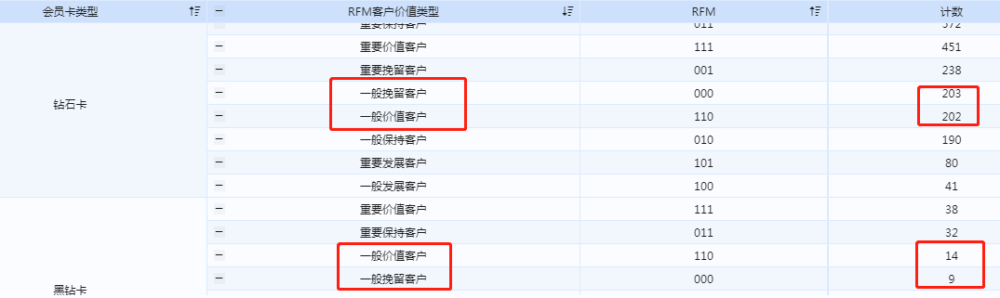 会员卡类型 RFM客户价值类型 RFM 计数
重要保持客户 011 572
重要价值客户 111 451
重要挽留客户 001 238
一般挽留客户 000 203
钻石卡
一般价值客户 110 202
一般保持客户 010 190
重要发展客户 101 80
一般发展客户 100 41
重要价值客户 111 38
重要保持客户 011 32
一般价值客户 110 14
一般挽留客户 000 9
黑钻卡